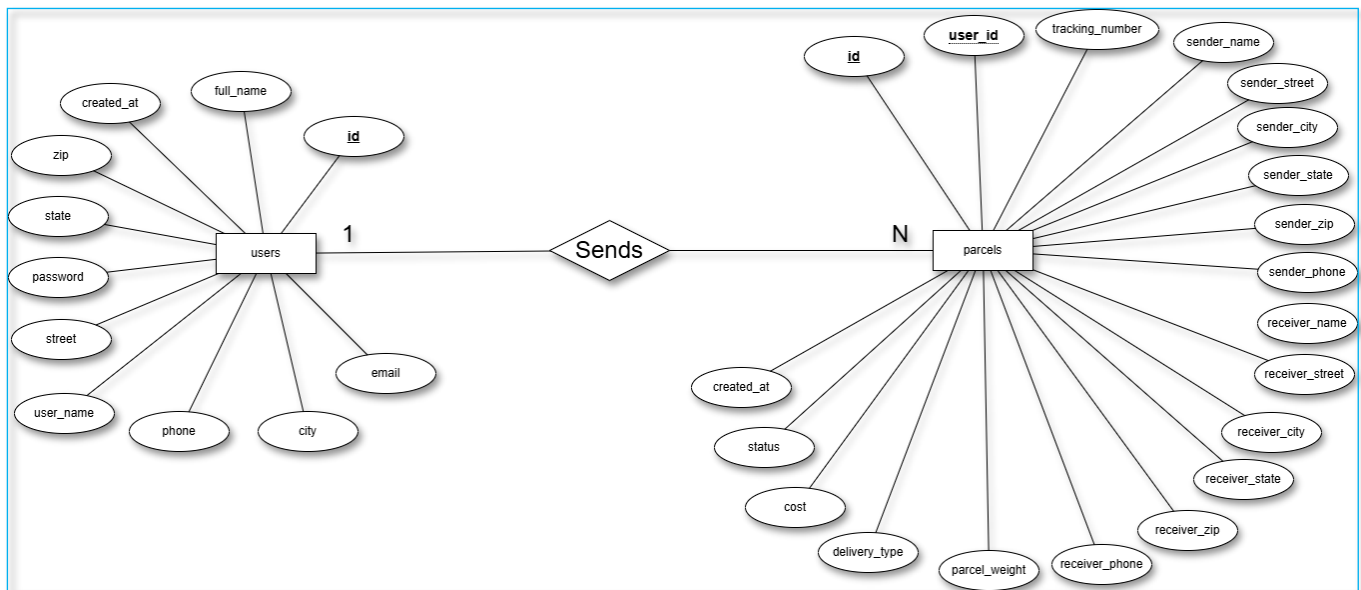 id
user_id
tracking_number
sender_name
sender_street
sender_city
sender_state
sender_zip
sender_phone
receiver_name
receiver_street
receiver_city
receiver_state
receiver_zip
receiver_phone
parcel_weight
delivery_type
cost
status
created_at
parcels
N
Sends
1
users
id
full_name
created_at
zip
state
password
street
user_name
phone
city
email